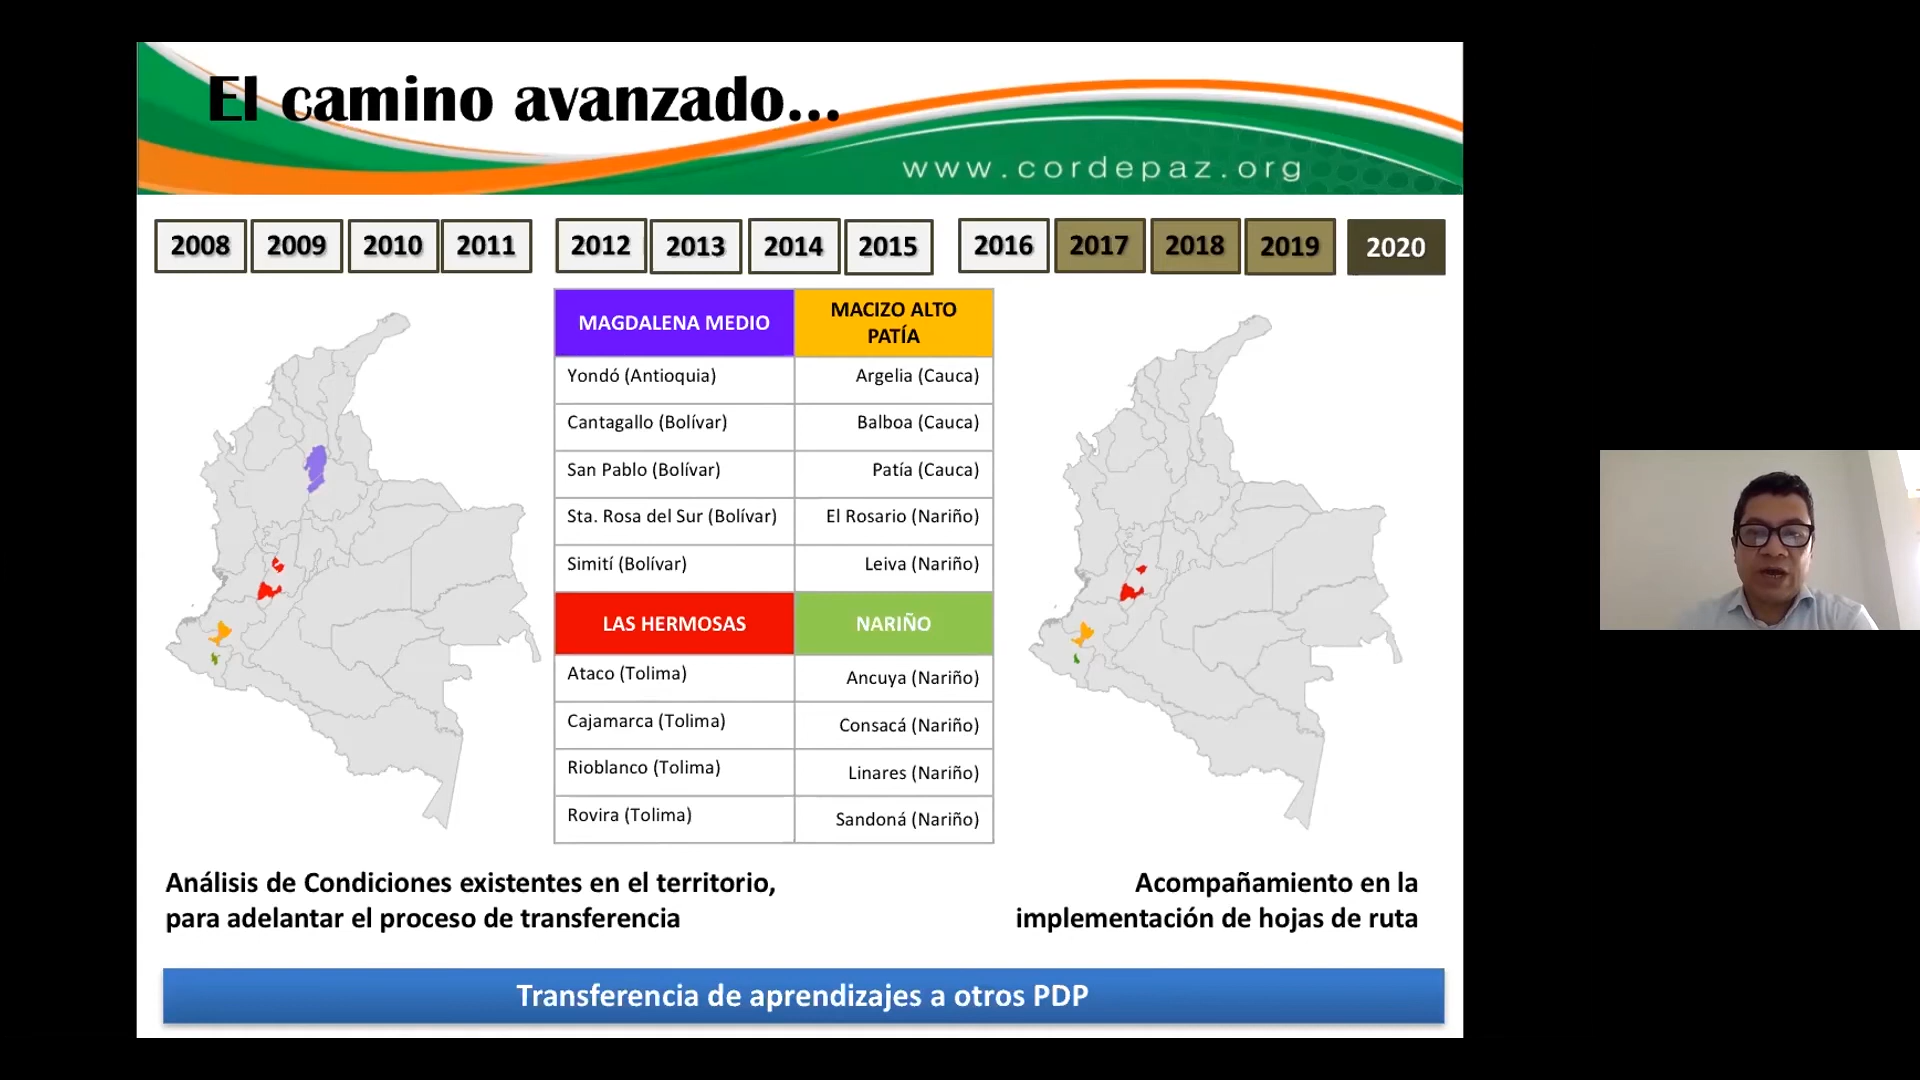 El camino avanzado...
www.cordepaz.org
2008 2009 2010 2011 2012 2013 2014 2015 2016 2017 2018 2019 2020
MAGDALENA MEDIO
MACIZO ALTO
PATÍA
Yondó (Antioquia) Argelia (Cauca)
Cantagallo (Bolívar) Balboa (Cauca)
San Pablo (Bolívar) Patía (Cauca)
Sta. Rosa del Sur (Bolívar) El Rosario (Nariño)
Simití (Bolívar) Leiva (Nariño)
LAS HERMOSAS NARIÑO
Ataco (Tolima) Ancuya (Nariño)
Cajamarca (Tolima) Consacá (Nariño)
Rioblanco (Tolima) Linares (Nariño)
Rovira (Tolima) Sandoná (Nariño)
Análisis de Condiciones existentes en el territorio,
para adelantar el proceso de transferencia
Acompañamiento en la
implementación de hojas de ruta
Transferencia de aprendizajes a otros PDP